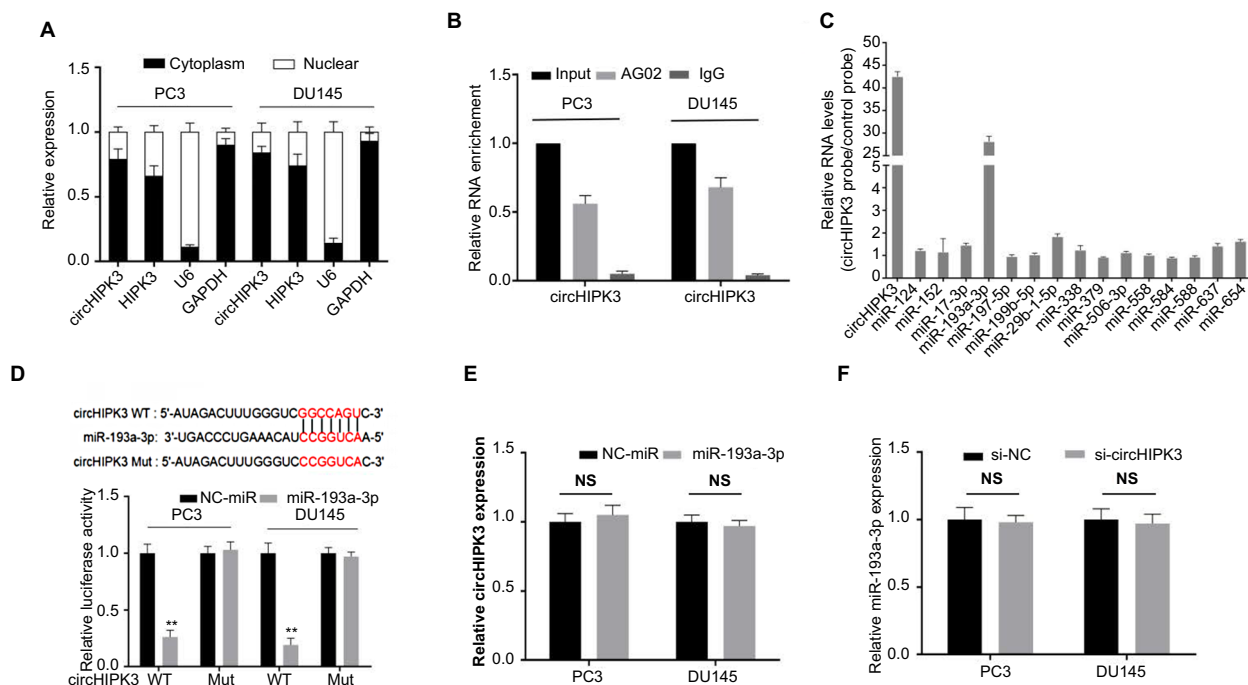 A
Cytoplasm Nuclear
PC3 DU145
Relative expression
1.5
1.0
0.5
0.0
circHIPK3
HIPK3
U6
GAPDH
circHIPK3
HIPK3
U6
GAPDH
B
Input AG02 IgG
PC3 DU145
Relative RNA enrichment
1.5
1.0
0.5
0.0
circHIPK3 circHIPK3
C
Relative RNA levels
(circHIPK3 probe/control probe)
45
40
35
30
25
5
4
3
2
1
0
circHIPK3
miR-124
miR-152
miR-17-3p
miR-193a-3p
miR-197-5p
miR-199b-5p
miR-29b-1-5p
miR-338
miR-379
miR-506-3p
miR-558
miR-584
miR-588
miR-637
miR-654
D
circHIPK3 WT : 5'-AUAGACUUUGGGUCGGCCAGUC-3'
miR-193a-3p: 3'-UGACCCUGAAACAUCCGGUCAA-5'
circHIPK3 Mut : 5'-AUAGACUUUGGGUCCCGGUCAC-3'
NC-miR miR-193a-3p
PC3 DU145
Relative luciferase activity
1.5
1.0
0.5
0.0
** **
circHIPK3 WT Mut WT Mut
E
NC-miR miR-193a-3p
NS NS
Relative circHIPK3 expression
1.5
1.0
0.5
0.0
PC3 DU145
F
si-NC si-circHIPK3
NS NS
Relative miR-193a-3p expression
1.5
1.0
0.5
0.0
PC3 DU145